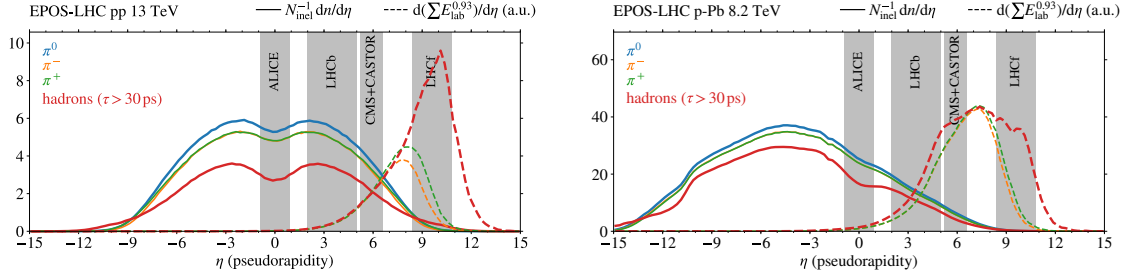 EPOS-LHC pp 13 TeV
N_inel^{-1} dn/dη
d(∑E_lab^{0.93})/dη (a.u.)
10
8
6
4
2
0
π⁰
π⁻
π⁺
hadrons (τ > 30 ps)
ALICE
LHCb
CMS+CASTOR
LHCf
−15 −12 −9 −6 −3 0 3 6 9 12 15
η (pseudorapidity)
EPOS-LHC p-Pb 8.2 TeV
N_inel^{-1} dn/dη
d(∑E_lab^{0.93})/dη (a.u.)
60
40
20
0
π⁰
π⁻
π⁺
hadrons (τ > 30 ps)
ALICE
LHCb
CMS+CASTOR
LHCf
−15 −12 −9 −6 −3 0 3 6 9 12 15
η (pseudorapidity)